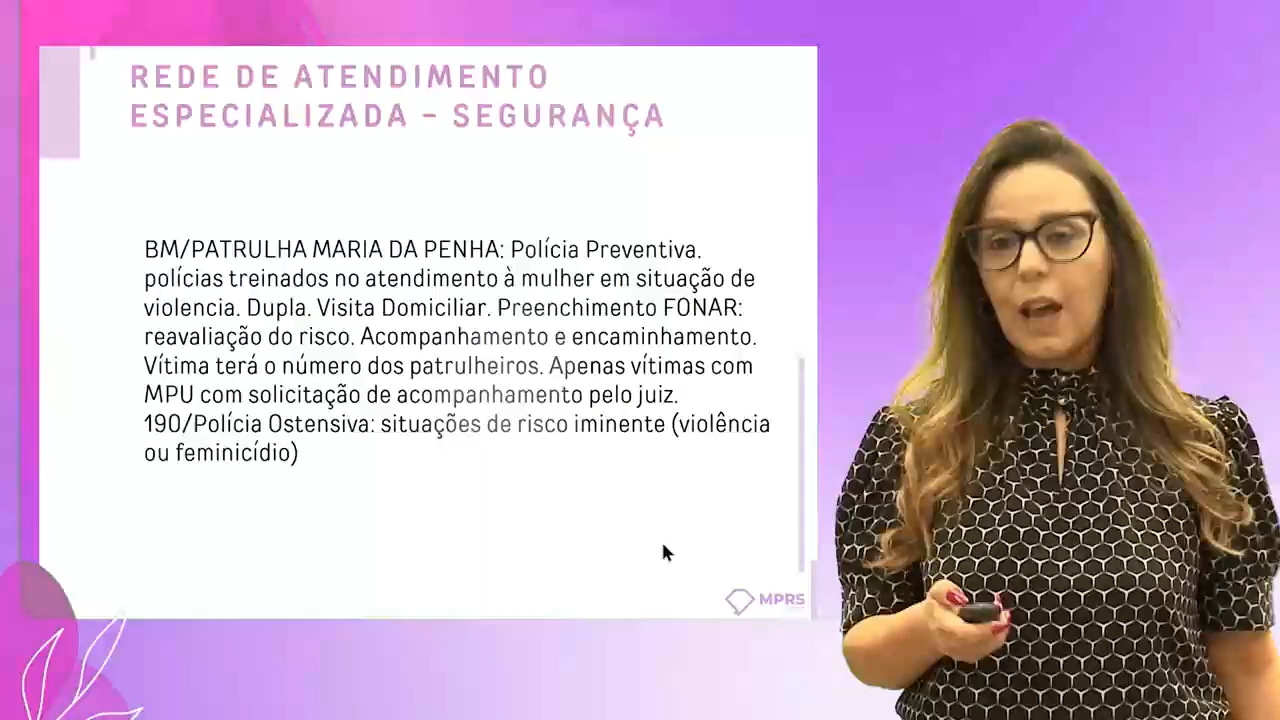 REDE DE ATENDIMENTO
ESPECIALIZADA – SEGURANÇA
BM/PATRULHA MARIA DA PENHA: Polícia Preventiva.
polícias treinados no atendimento à mulher em situação de
violencia. Dupla. Visita Domiciliar. Preenchimento FONAR:
reavaliação do risco. Acompanhamento e encaminhamento.
Vítima terá o número dos patrulheiros. Apenas vítimas com
MPU com solicitação de acompanhamento pelo juiz.
190/Polícia Ostensiva: situações de risco iminente (violência
ou feminicídio)
MPRS